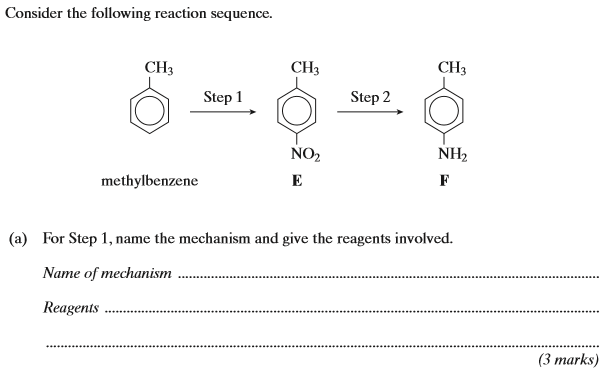 Consider the following reaction sequence.
CH3 CH3 CH3
Step 1 Step 2
NO2 NH2
methylbenzene E F
(a) For Step 1, name the mechanism and give the reagents involved.
Name of mechanism
Reagents
(3 marks)